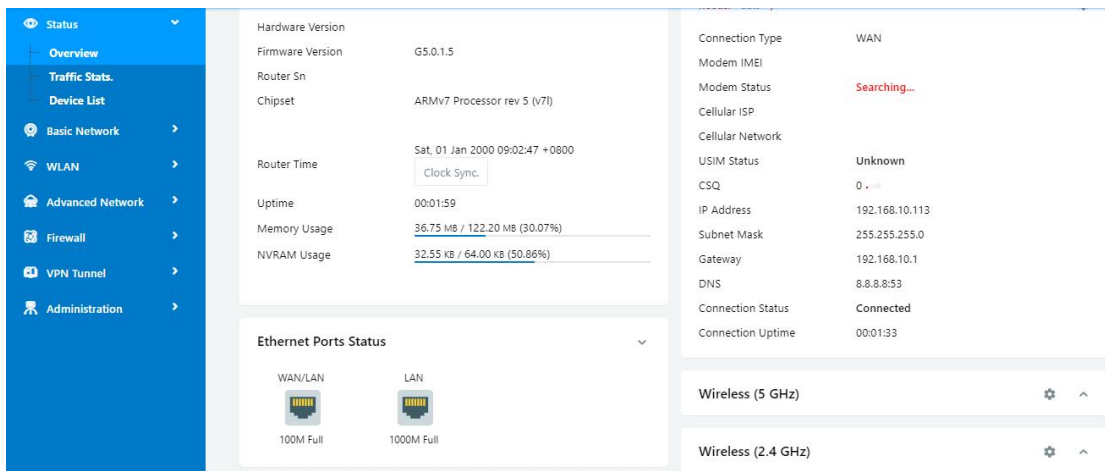 Status
Overview
Traffic Stats.
Device List
Basic Network
WLAN
Advanced Network
Firewall
VPN Tunnel
Administration
Hardware Version
Firmware Version G5.0.1.5
Router Sn
Chipset ARMv7 Processor rev 5 (v7l)
Router Time Sat, 01 Jan 2000 09:02:47 +0800
Clock Sync.
Uptime 00:01:59
Memory Usage 36.75 MB / 122.20 MB (30.07%)
NVRAM Usage 32.55 KB / 64.00 KB (50.86%)
Ethernet Ports Status
WAN/LAN LAN
100M Full 1000M Full
Connection Type WAN
Modem IMEI
Modem Status Searching...
Cellular ISP
Cellular Network
USIM Status Unknown
CSQ 0
IP Address 192.168.10.113
Subnet Mask 255.255.255.0
Gateway 192.168.10.1
DNS 8.8.8.8:53
Connection Status Connected
Connection Uptime 00:01:33
Wireless (5 GHz)
Wireless (2.4 GHz)